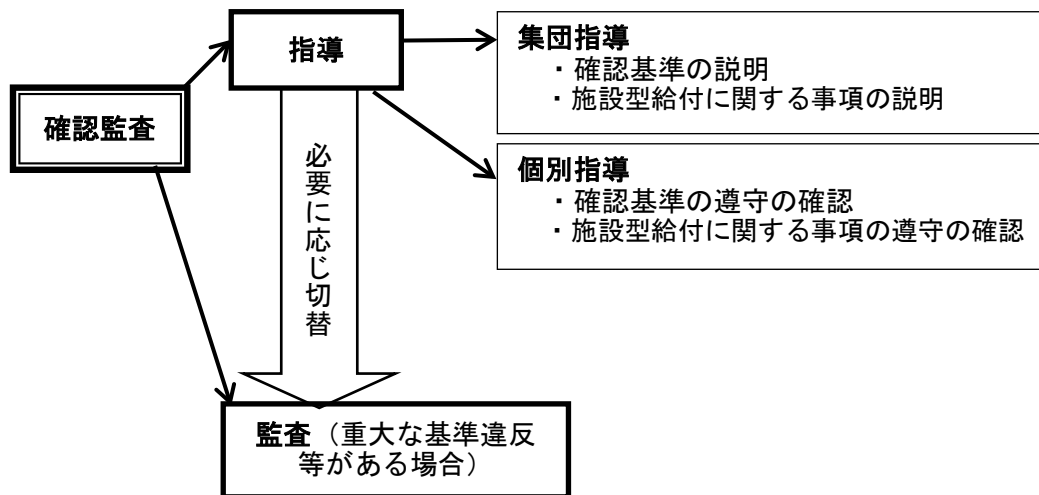 確認監査
指導
集団指導
・確認基準の説明
・施設型給付に関する事項の説明
個別指導
・確認基準の遵守の確認
・施設型給付に関する事項の遵守の確認
必要に応じ切替
監査（重大な基準違反
等がある場合）